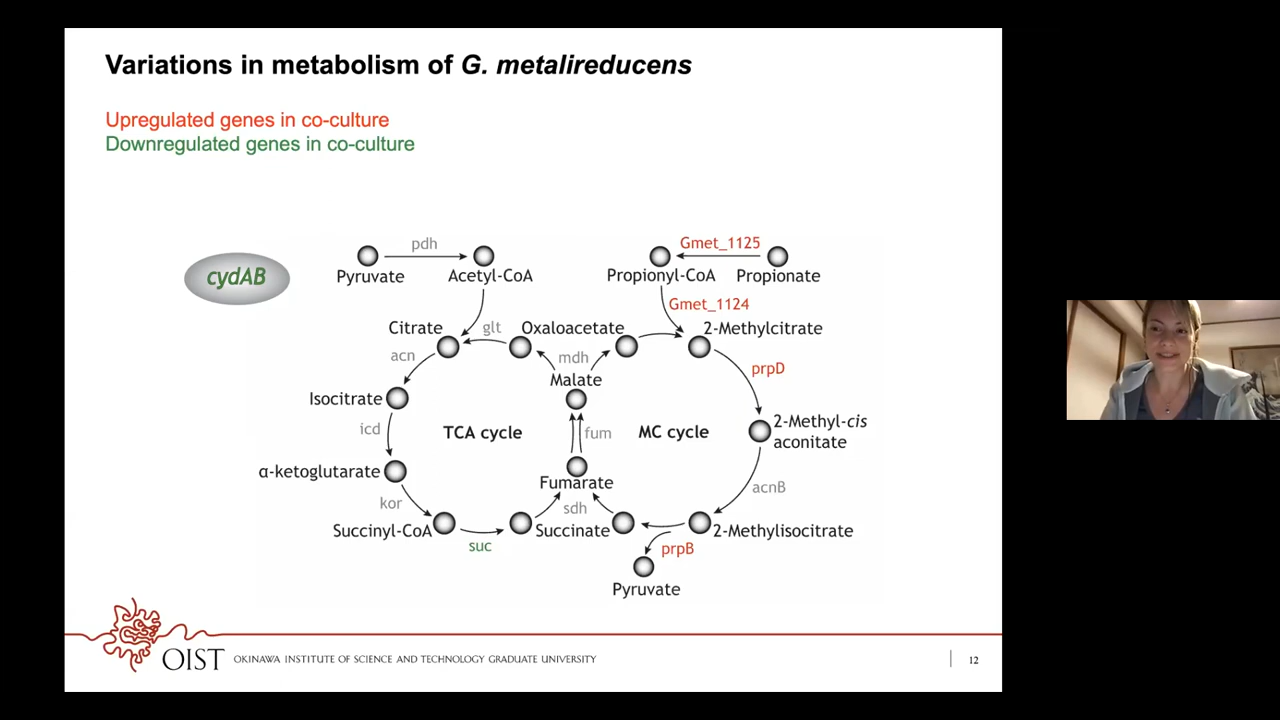 Variations in metabolism of G. metalireducens
Upregulated genes in co-culture
Downregulated genes in co-culture
cydAB
pdh
Pyruvate
Acetyl-CoA
Gmet_1125
Propionyl-CoA
Propionate
Gmet_1124
Citrate
glt
Oxaloacetate
2-Methylcitrate
acn
mdh
Malate
prpD
Isocitrate
icd
TCA cycle
fum
MC cycle
2-Methyl-cis
aconitate
α-ketoglutarate
Fumarate
kor
sdh
acnB
Succinyl-CoA
suc
Succinate
2-Methylisocitrate
prpB
Pyruvate
OIST
OKINAWA INSTITUTE OF SCIENCE AND TECHNOLOGY GRADUATE UNIVERSITY
12